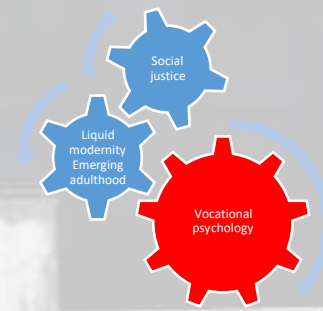 Social
justice
Liquid
modernity
Emerging
adulthood
Vocational
psychology